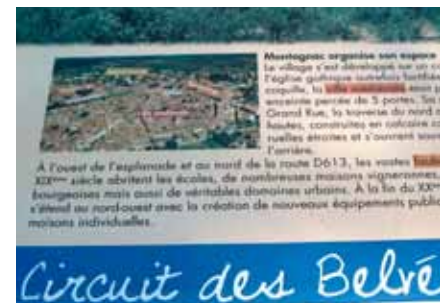 Montagnac organise son espace
Le village s'est développé sur un
l'église gothique autrefois
coquille, la ville médiévale
enceinte percée de 5 portes. Sa
Grand Rue, la traverse du nord
hautes, construites en calcaire
ruelles étroites et s'ouvrent
l'arrière.
A l'ouest de l'esplanade et au nord de la route D613, les vastes
XIXème siècle abritent les écoles, de nombreuses maisons vigneronnes,
bourgeoises mais aussi de véritables domaines urbains. A la fin du
s'étend au nord-ouest avec la création de nouveaux équipements
maisons individuelles.
Circuit des Belvé